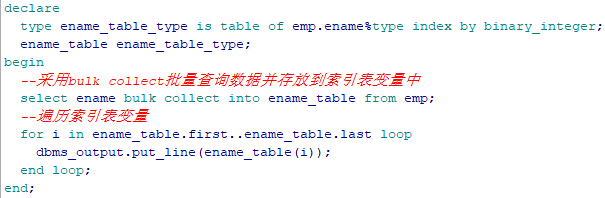 declare
  type ename_table_type is table of emp.ename%type index by binary_integer;
  ename_table ename_table_type;
begin
  --采用bulk collect批量查询数据并存放到索引表变量中
  select ename bulk collect into ename_table from emp;
  --遍历索引表变量
  for i in ename_table.first..ename_table.last loop
    dbms_output.put_line(ename_table(i));
  end loop;
end;